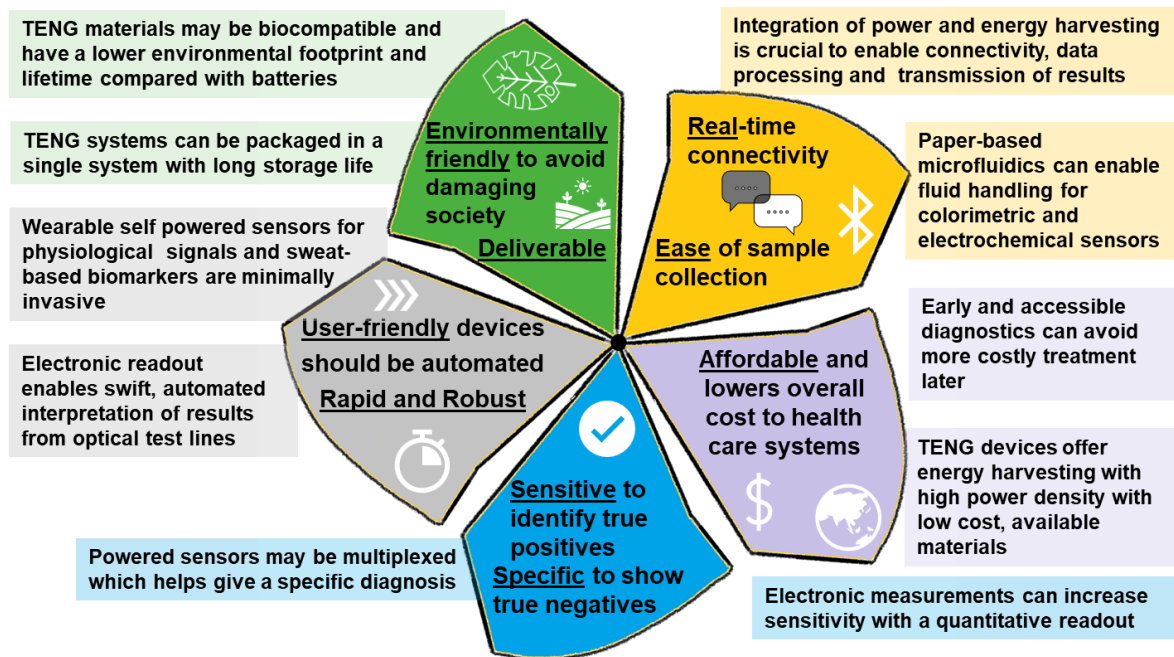 TENG materials may be biocompatible and
have a lower environmental footprint and
lifetime compared with batteries
TENG systems can be packaged in a
single system with long storage life
Wearable self powered sensors for
physiological signals and sweat-
based biomarkers are minimally
invasive
Electronic readout
enables swift, automated
interpretation of results
from optical test lines
Powered sensors may be multiplexed
which helps give a specific diagnosis
Environmentally
friendly to avoid
damaging
society
Deliverable
User-friendly devices
should be automated
Rapid and Robust
Sensitive to
identify true
positives
Specific to show
true negatives
Real-time
connectivity
Ease of sample
collection
Affordable and
lowers overall
cost to health
care systems
$
Integration of power and energy harvesting
is crucial to enable connectivity, data
processing and transmission of results
Paper-based
microfluidics can enable
fluid handling for
colorimetric and
electrochemical sensors
Early and accessible
diagnostics can avoid
more costly treatment
later
TENG devices offer
energy harvesting with
high power density with
low cost, available
materials
Electronic measurements can increase
sensitivity with a quantitative readout